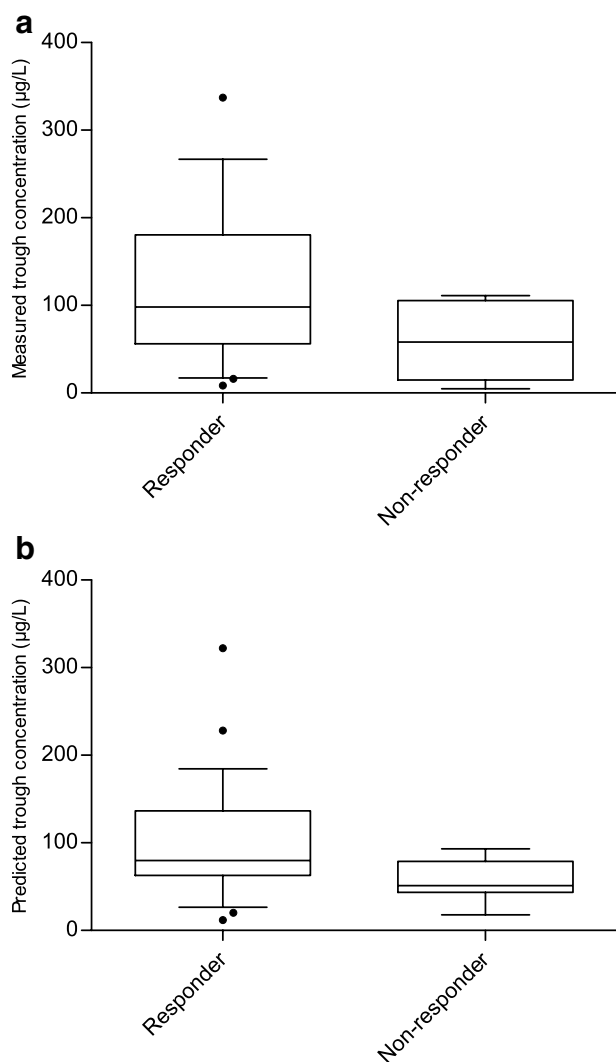 a
Measured trough concentration (µg/L)
400
300
200
100
0
Responder
Non-responder
b
Predicted trough concentration (µg/L)
400
300
200
100
0
Responder
Non-responder